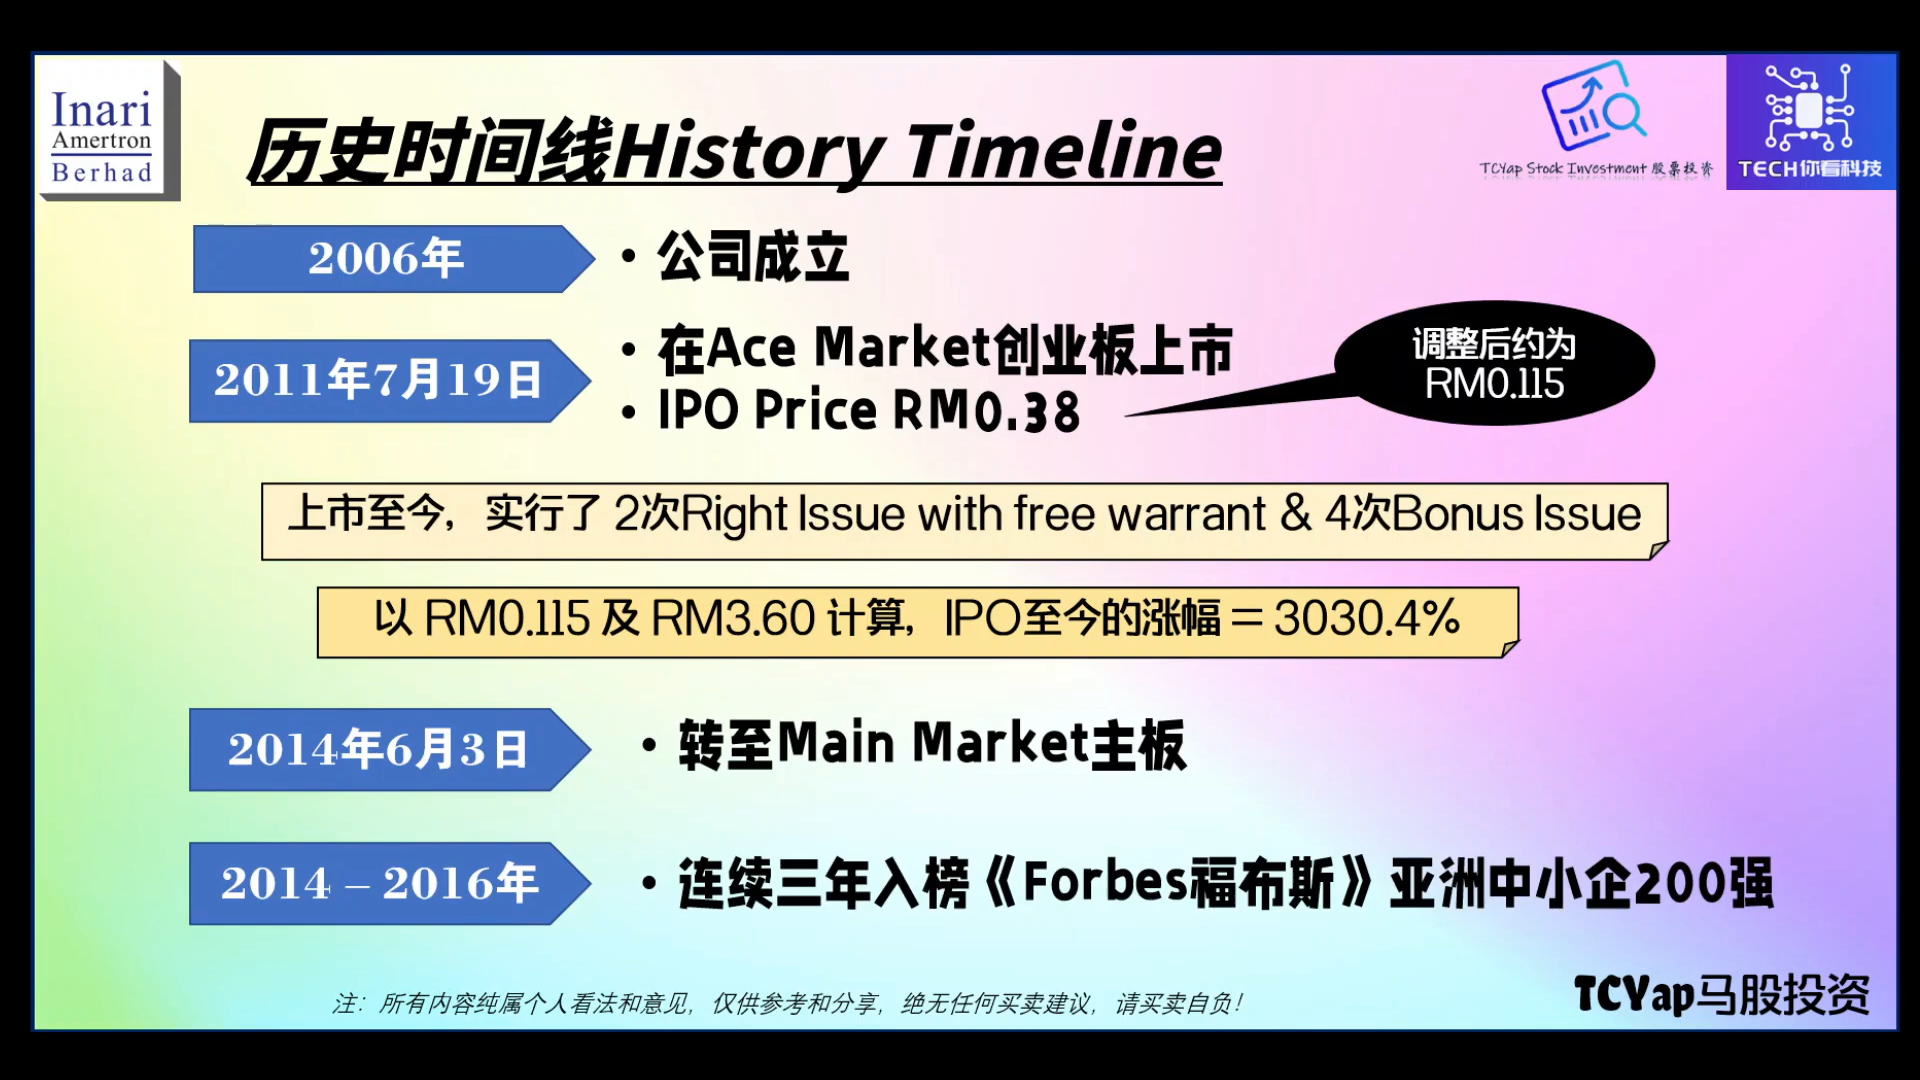 Inari
Amertron
Berhad
历史时间线History Timeline
TCYap Stock Investment 股票投资
TECH你看科技
2006年
• 公司成立
2011年7月19日
• 在Ace Market创业板上市
• IPO Price RM0.38
调整后约为
RM0.115
上市至今，实行了 2次Right Issue with free warrant & 4次Bonus Issue
以 RM0.115 及 RM3.60 计算，IPO至今的涨幅 = 3030.4%
2014年6月3日
• 转至Main Market主板
2014 – 2016年
• 连续三年入榜《Forbes福布斯》亚洲中小企200强
注：所有内容纯属个人看法和意见，仅供参考和分享，绝无任何买卖建议，请买卖自负！
TCYap马股投资